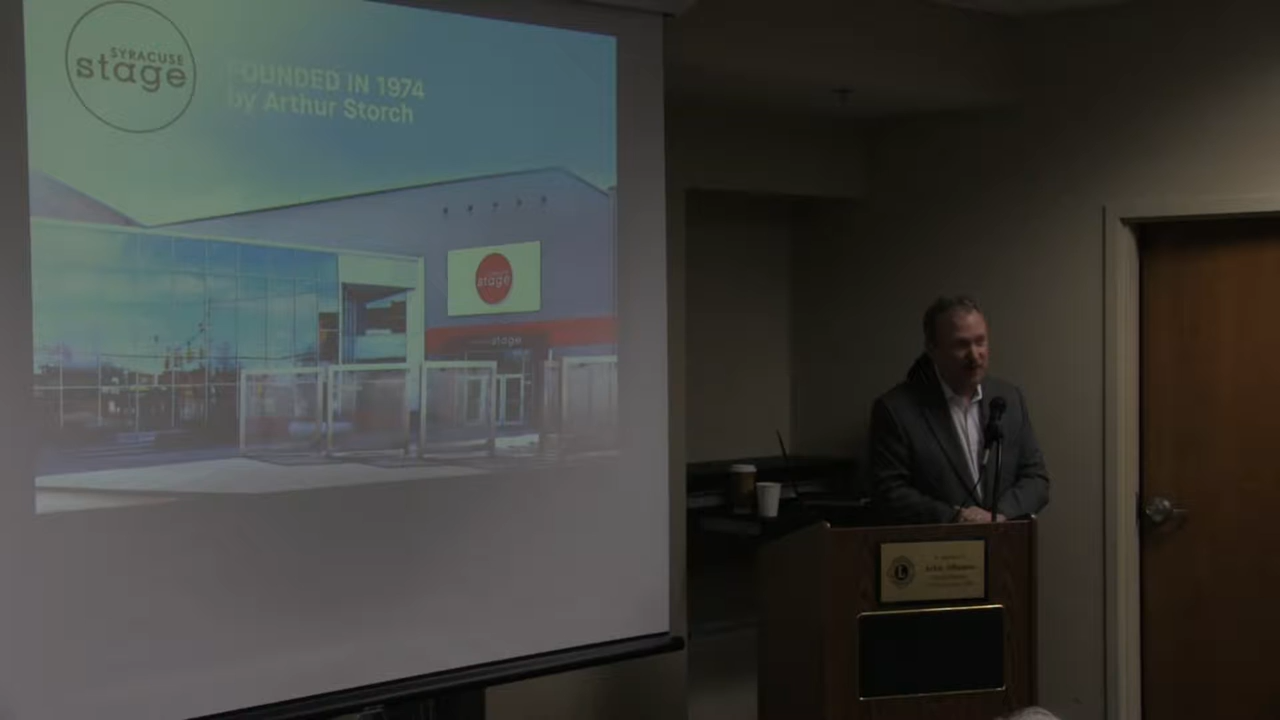 SYRACUSE
stage
FOUNDED IN 1974
by Arthur Storch
stage
stage
L